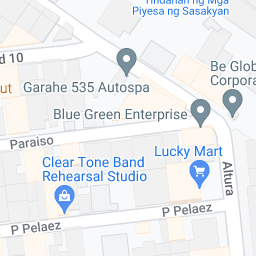 Tindahan ng Mga
Piyesa ng Sasakyan
d 10
Be Glob
Corpora
Garahe 535 Autospa
ut
Blue Green Enterprise
Paraiso
Lucky Mart
Clear Tone Band
Rehearsal Studio
Altura
P Pelaez
P Pelaez